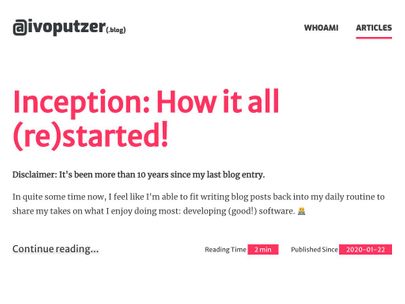 @ivoputzer(.blog)
WHOAMI
ARTICLES
Inception: How it all
(re)started!
Disclaimer: It's been more than 10 years since my last blog entry.
In quite some time now, I feel like I'm able to fit writing blog posts back into my daily routine to
share my takes on what I enjoy doing most: developing (good!) software. 👨‍💻
Continue reading...
Reading Time 2 min
Published Since 2020-01-22